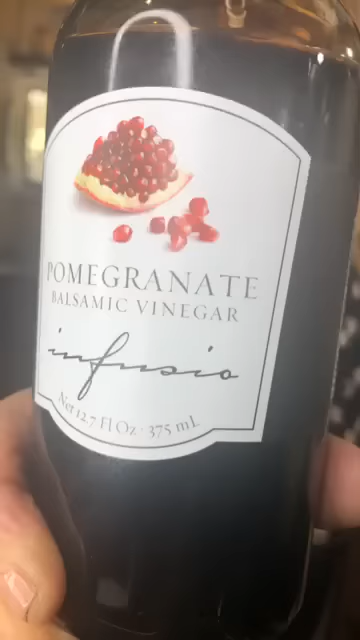 POMEGRANATE
BALSAMIC VINEGAR
infusio
Net 12.7 Fl Oz · 375 mL